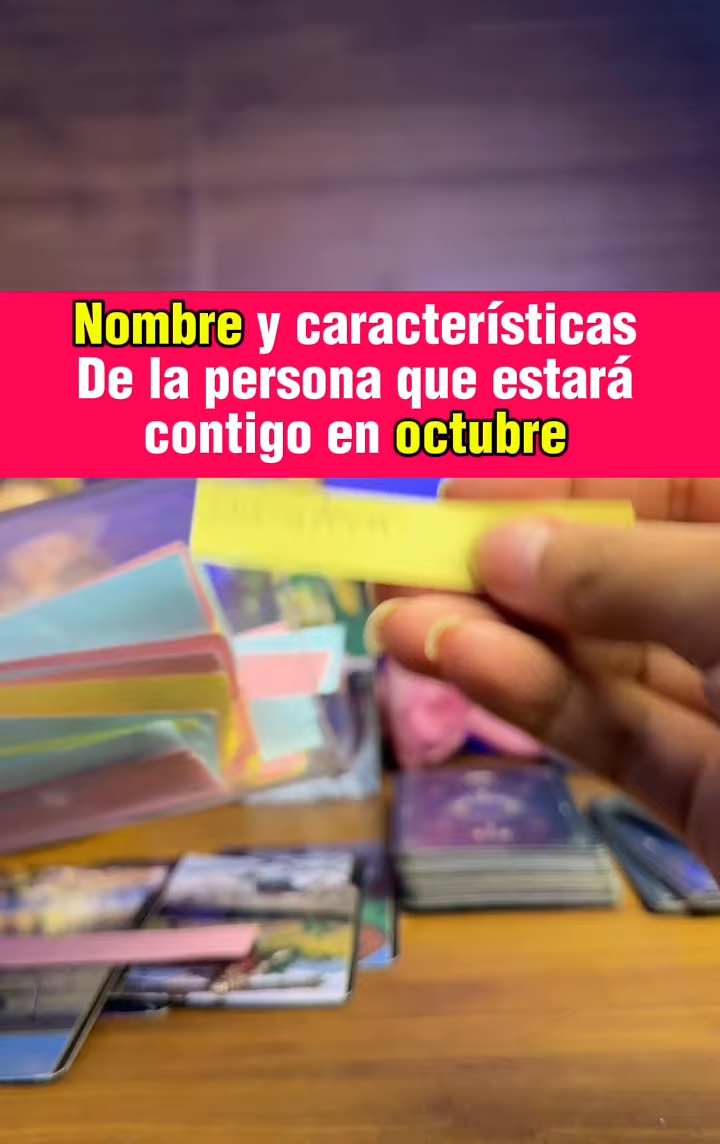 Nombre y características
De la persona que estará
contigo en octubre